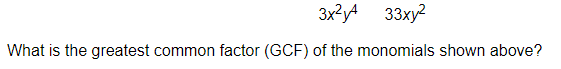 3x²y⁴ 33xy²
What is the greatest common factor (GCF) of the monomials shown above?